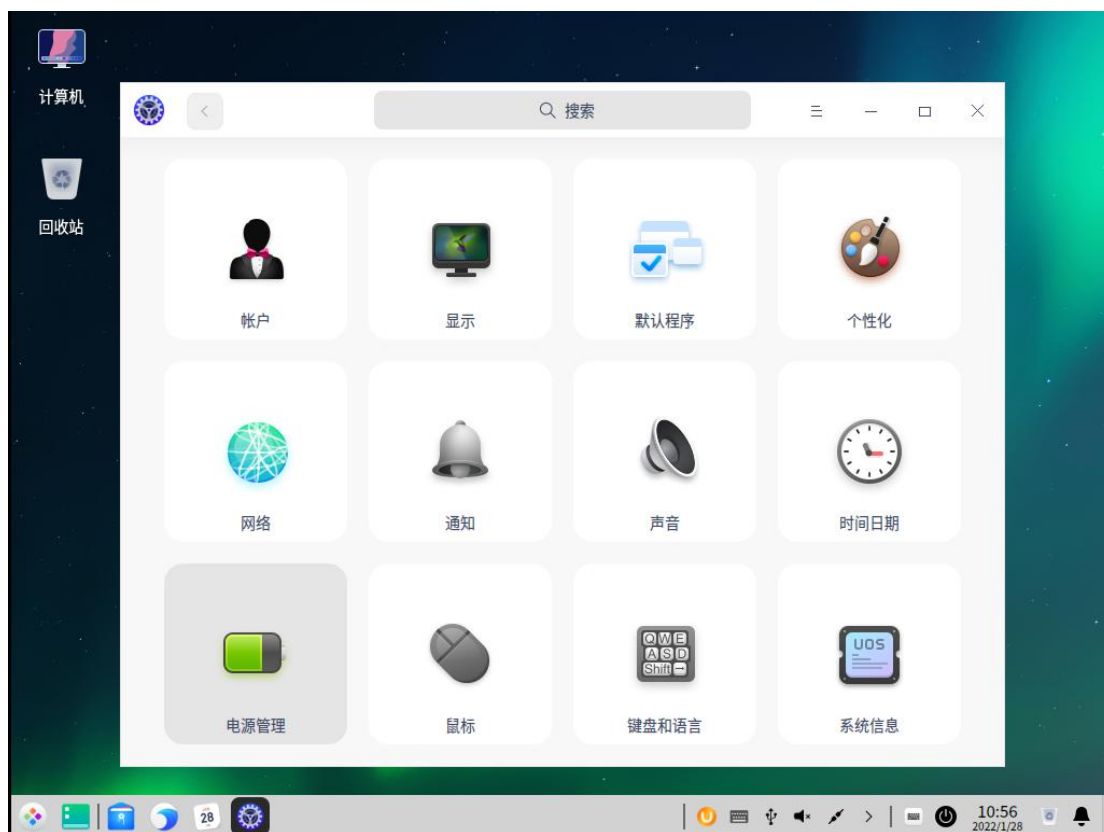 计算机
搜索
回收站
帐户
显示
默认程序
个性化
网络
通知
声音
时间日期
QWE
ASD
Shift
UOS
电源管理
鼠标
键盘和语言
系统信息
28
10:56
2022/1/28